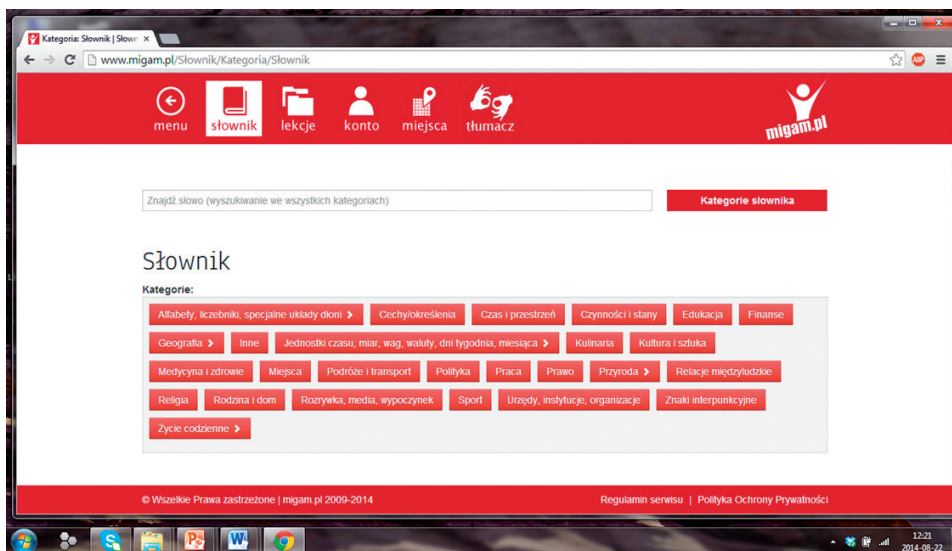 Kategoria: Słownik | Słown
www.migam.pl/Słownik/Kategoria/Słownik
ABP
menu słownik lekcje konto miejsca tłumacz
migam.pl
Znajdź słowo (wyszukiwanie we wszystkich kategoriach) Kategorie słownika
Słownik
Kategorie:
Alfabety, liczebniki, specjalne układy dłoni Cechy/określenia Czas i przestrzeń Czynności i stany Edukacja Finanse
Geografia Inne Jednostki czasu, miar, wag, waluty, dni tygodnia, miesiąca Kulinaria Kultura i sztuka
Medycyna i zdrowie Miejsca Podróże i transport Polityka Praca Prawo Przyroda Relacje międzyludzkie
Religia Rodzina i dom Rozrywka, media, wypoczynek Sport Urzędy, instytucje, organizacje Znaki interpunkcyjne
Życie codzienne
© Wszelkie Prawa zastrzeżone | migam.pl 2009-2014 Regulamin serwisu | Polityka Ochrony Prywatności
12:21
2014-08-22